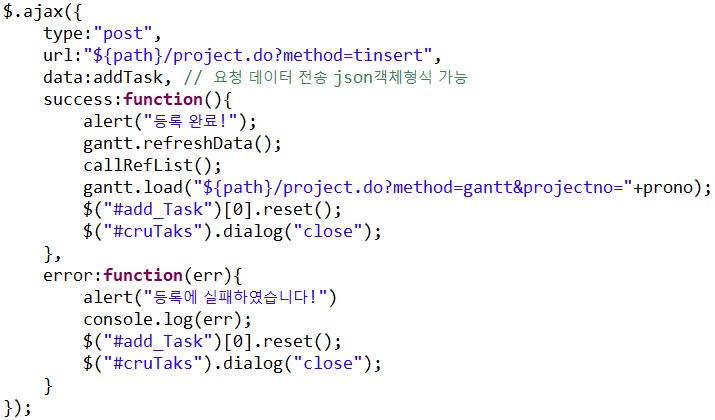 $.ajax({
    type:"post",
    url:"${path}/project.do?method=tinsert",
    data:addTask, // 요청 데이터 전송 json객체형식 가능
    success:function(){
        alert("등록 완료!");
        gantt.refreshData();
        callRefList();
        gantt.load("${path}/project.do?method=gantt&projectno="+prono);
        $("#add_Task")[0].reset();
        $("#cruTaks").dialog("close");
    },
    error:function(err){
        alert("등록에 실패하였습니다!")
        console.log(err);
        $("#add_Task")[0].reset();
        $("#cruTaks").dialog("close");
    }
});